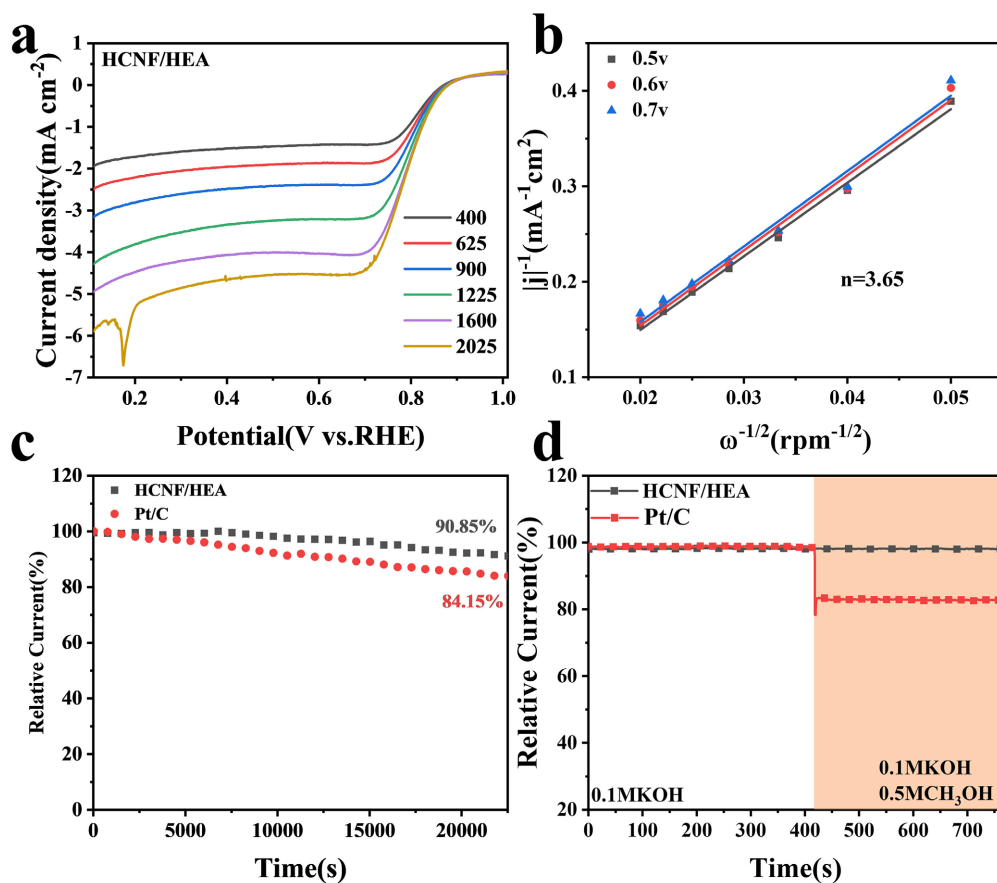 a
HCNF/HEA
0
-1
-2
-3
-4
-5
-6
-7
Current density(mA cm⁻²)
400
625
900
1225
1600
2025
0.2
0.4
0.6
0.8
1.0
Potential(V vs.RHE)
b
0.5v
0.6v
0.7v
0.4
0.3
0.2
0.1
|j|⁻¹(mA⁻¹cm²)
n=3.65
0.02
0.03
0.04
0.05
ω⁻¹/²(rpm⁻¹/²)
c
120
100
80
60
40
20
0
Relative Current(%)
HCNF/HEA
Pt/C
90.85%
84.15%
0
5000
10000
15000
20000
Time(s)
d
120
100
80
60
40
20
Relative Current(%)
HCNF/HEA
Pt/C
0.1MKOH
0.1MKOH
0.5MCH₃OH
0
100
200
300
400
500
600
700
Time(s)